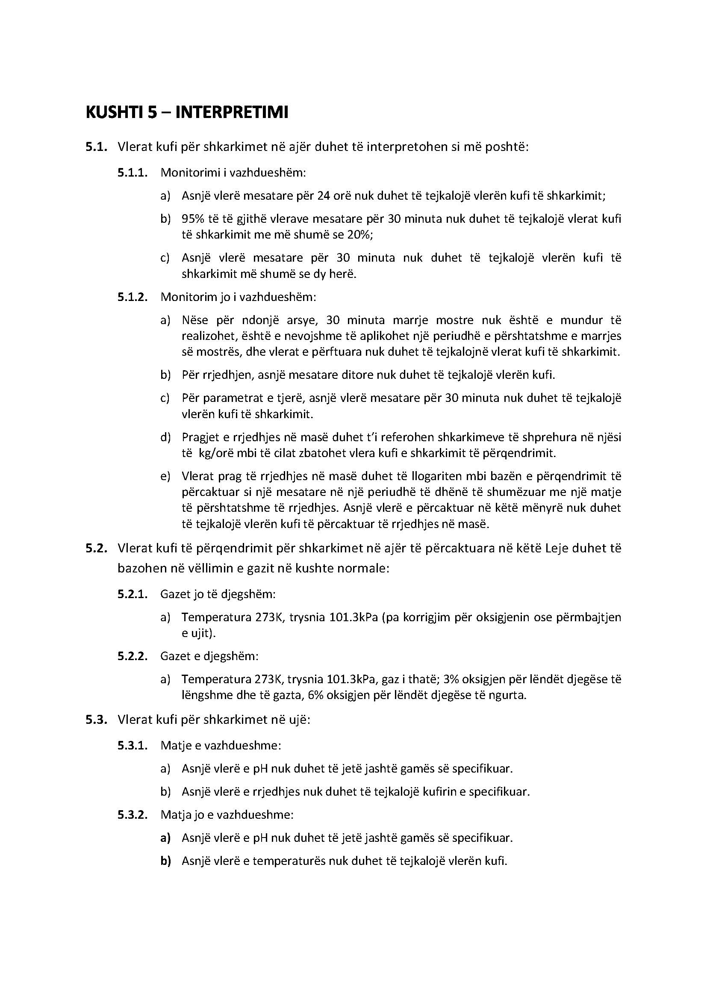 KUSHTI 5 – INTERPRETIMI
5.1. Vlerat kufi për shkarkimet në ajër duhet të interpretohen si më poshtë:
5.1.1. Monitorimi i vazhdueshëm:
a) Asnjë vlerë mesatare për 24 orë nuk duhet të tejkalojë vlerën kufi të shkarkimit;
b) 95% të të gjithë vlerave mesatare për 30 minuta nuk duhet të tejkalojë vlerat kufi
të shkarkimit me më shumë se 20%;
c) Asnjë vlerë mesatare për 30 minuta nuk duhet të tejkalojë vlerën kufi të
shkarkimit më shumë se dy herë.
5.1.2. Monitorim jo i vazhdueshëm:
a) Nëse për ndonjë arsye, 30 minuta marrje mostre nuk është e mundur të
realizohet, është e nevojshme të aplikohet një periudhë e përshtatshme e marrjes
së mostrës, dhe vlerat e përftuara nuk duhet të tejkalojnë vlerat kufi të shkarkimit.
b) Për rrjedhjen, asnjë mesatare ditore nuk duhet të tejkalojë vlerën kufi.
c) Për parametrat e tjerë, asnjë vlerë mesatare për 30 minuta nuk duhet të tejkalojë
vlerën kufi të shkarkimit.
d) Pragjet e rrjedhjes në masë duhet t’i referohen shkarkimeve të shprehura në njësi
të kg/orë mbi të cilat zbatohet vlera kufi e shkarkimit të përqendrimit.
e) Vlerat prag të rrjedhjes në masë duhet të llogariten mbi bazën e përqendrimit të
përcaktuar si një mesatare në një periudhë të dhënë të shumëzuar me një matje
të përshtatshme të rrjedhjes. Asnjë vlerë e përcaktuar në këtë mënyrë nuk duhet
të tejkalojë vlerën kufi të përcaktuar të rrjedhjes në masë.
5.2. Vlerat kufi të përqendrimit për shkarkimet në ajër të përcaktuara në këtë Leje duhet të
bazohen në vëllimin e gazit në kushte normale:
5.2.1. Gazet jo të djegshëm:
a) Temperatura 273K, trysnia 101.3kPa (pa korrigjim për oksigjenin ose përmbajtjen
e ujit).
5.2.2. Gazet e djegshëm:
a) Temperatura 273K, trysnia 101.3kPa, gaz i thatë; 3% oksigjen për lëndët djegëse të
lëngshme dhe të gazta, 6% oksigjen për lëndët djegëse të ngurta.
5.3. Vlerat kufi për shkarkimet në ujë:
5.3.1. Matje e vazhdueshme:
a) Asnjë vlerë e pH nuk duhet të jetë jashtë gamës së specifikuar.
b) Asnjë vlerë e rrjedhjes nuk duhet të tejkalojë kufirin e specifikuar.
5.3.2. Matja jo e vazhdueshme:
a) Asnjë vlerë e pH nuk duhet të jetë jashtë gamës së specifikuar.
b) Asnjë vlerë e temperaturës nuk duhet të tejkalojë vlerën kufi.